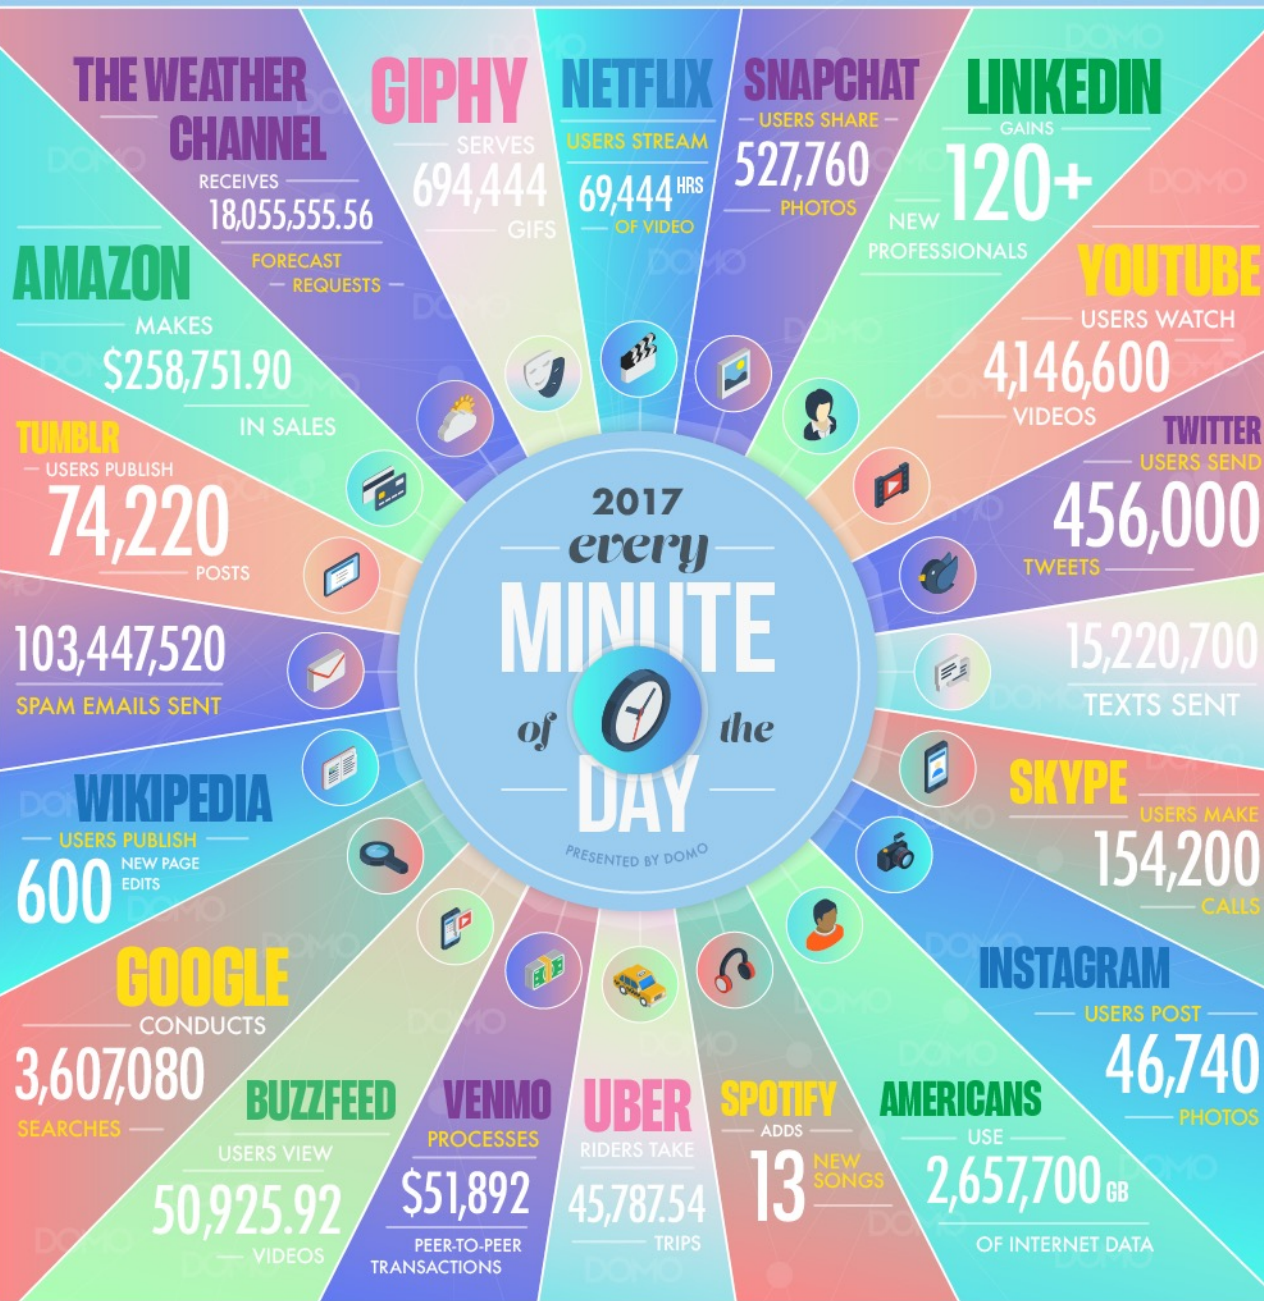 2017
every
MINUTE
of the
DAY
PRESENTED BY DOMO
THE WEATHER
CHANNEL
RECEIVES
18,055,555.56
FORECAST
REQUESTS
GIPHY
SERVES
694,444
GIFS
NETFLIX
USERS STREAM
69,444 HRS
OF VIDEO
SNAPCHAT
USERS SHARE
527,760
PHOTOS
LINKEDIN
GAINS
120+
NEW
PROFESSIONALS
YOUTUBE
USERS WATCH
4,146,600
VIDEOS
TWITTER
USERS SEND
456,000
TWEETS
15,220,700
TEXTS SENT
SKYPE
USERS MAKE
154,200
CALLS
INSTAGRAM
USERS POST
46,740
PHOTOS
AMERICANS
USE
2,657,700 GB
OF INTERNET DATA
SPOTIFY
ADDS
13 NEW
SONGS
UBER
RIDERS TAKE
45,787.54
TRIPS
VENMO
PROCESSES
$51,892
PEER-TO-PEER
TRANSACTIONS
BUZZFEED
USERS VIEW
50,925.92
VIDEOS
GOOGLE
CONDUCTS
3,607,080
SEARCHES
WIKIPEDIA
USERS PUBLISH
600 NEW PAGE
EDITS
103,447,520
SPAM EMAILS SENT
TUMBLR
USERS PUBLISH
74,220
POSTS
AMAZON
MAKES
$258,751.90
IN SALES